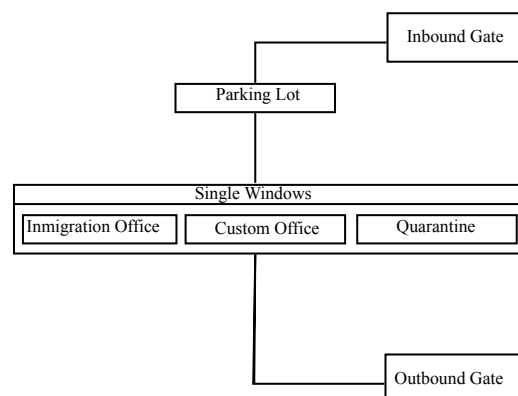 Inbound Gate
Parking Lot
Single Windows
Inmigration Office
Custom Office
Quarantine
Outbound Gate